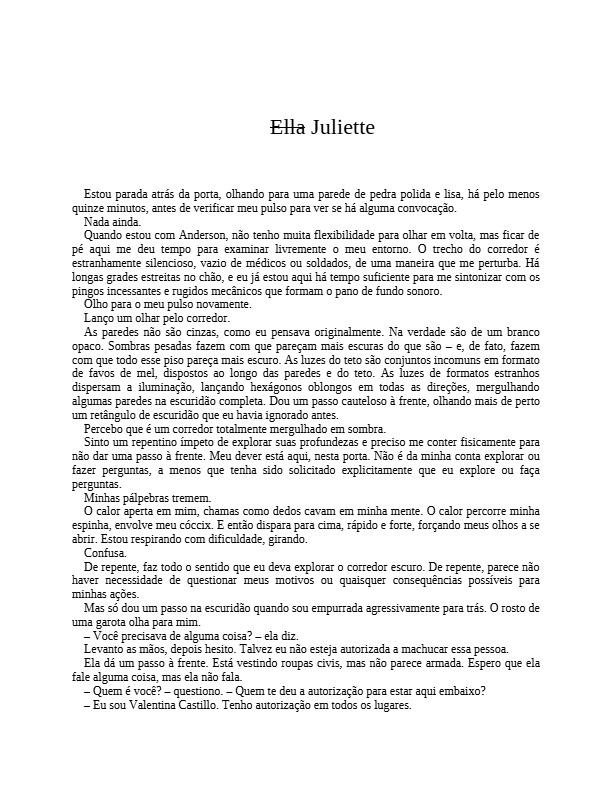 Ella Juliette
Estou parada atrás da porta, olhando para uma parede de pedra polida e lisa, há pelo menos
quinze minutos, antes de verificar meu pulso para ver se há alguma convocação.
Nada ainda.
Quando estou com Anderson, não tenho muita flexibilidade para olhar em volta, mas ficar de
pé aqui me deu tempo para examinar livremente o meu entorno. O trecho do corredor é
estranhamente silencioso, vazio de médicos ou soldados, de uma maneira que me perturba. Há
longas grades estreitas no chão, e eu já estou aqui há tempo suficiente para me sintonizar com os
pingos incessantes e rugidos mecânicos que formam o pano de fundo sonoro.
Olho para o meu pulso novamente.
Lanço um olhar pelo corredor.
As paredes não são cinzas, como eu pensava originalmente. Na verdade são de um branco
opaco. Sombras pesadas fazem com que pareçam mais escuras do que são – e, de fato, fazem
com que todo esse piso pareça mais escuro. As luzes do teto são conjuntos incomuns em formato
de favos de mel, dispostos ao longo das paredes e do teto. As luzes de formatos estranhos
dispersam a iluminação, lançando hexágonos oblongos em todas as direções, mergulhando
algumas paredes na escuridão completa. Dou um passo cauteloso à frente, olhando mais de perto
um retângulo de escuridão que eu havia ignorado antes.
Percebo que é um corredor totalmente mergulhado em sombra.
Sinto um repentino ímpeto de explorar suas profundezas e preciso me conter fisicamente para
não dar uma passo à frente. Meu dever está aqui, nesta porta. Não é da minha conta explorar ou
fazer perguntas, a menos que tenha sido solicitado explicitamente que eu explore ou faça
perguntas.
Minhas pálpebras tremem.
O calor aperta em mim, chamas como dedos cavam em minha mente. O calor percorre minha
espinha, envolve meu cóccix. E então dispara para cima, rápido e forte, forçando meus olhos a se
abrir. Estou respirando com dificuldade, girando.
Confusa.
De repente, faz todo o sentido que eu deva explorar o corredor escuro. De repente, parece não
haver necessidade de questionar meus motivos ou quaisquer consequências possíveis para
minhas ações.
Mas só dou um passo na escuridão quando sou empurrada agressivamente para trás. O rosto de
uma garota olha para mim.
– Você precisava de alguma coisa? – ela diz.
Levanto as mãos, depois hesito. Talvez eu não esteja autorizada a machucar essa pessoa.
Ela dá um passo à frente. Está vestindo roupas civis, mas não parece armada. Espero que ela
fale alguma coisa, mas ela não fala.
– Quem é você? – questiono. – Quem te deu a autorização para estar aqui embaixo?
– Eu sou Valentina Castillo. Tenho autorização em todos os lugares.